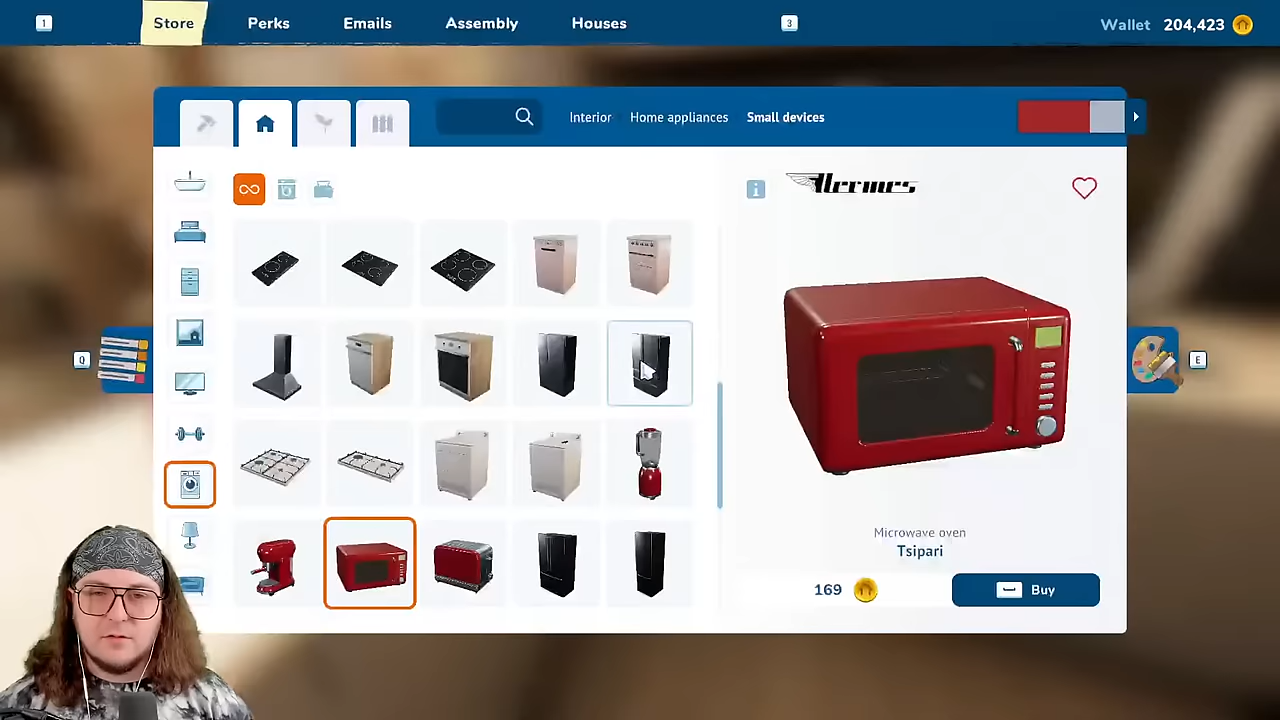 1
Store
Perks
Emails
Assembly
Houses
3
Wallet 204,423
Interior
Home appliances
Small devices
i
Hermes
Q
E
Microwave oven
Tsipari
169
Buy